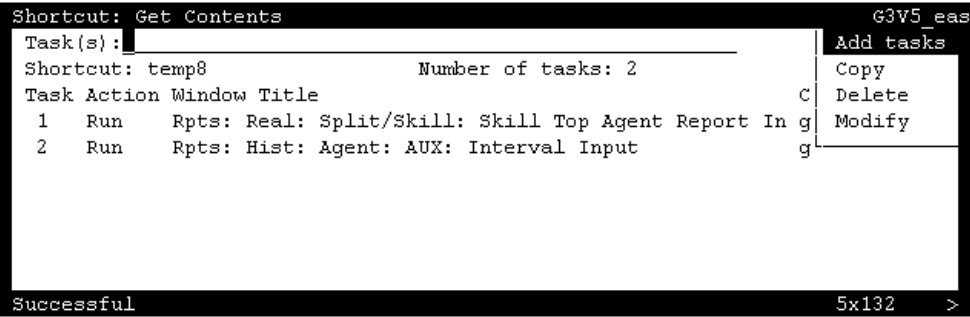 Shortcut: Get Contents G3V5_eas
Task(s): Add tasks
Shortcut: temp8 Number of tasks: 2 Copy
Task Action Window Title C Delete
1 Run Rpts: Real: Split/Skill: Skill Top Agent Report In g Modify
2 Run Rpts: Hist: Agent: AUX: Interval Input g
Successful 5x132 >